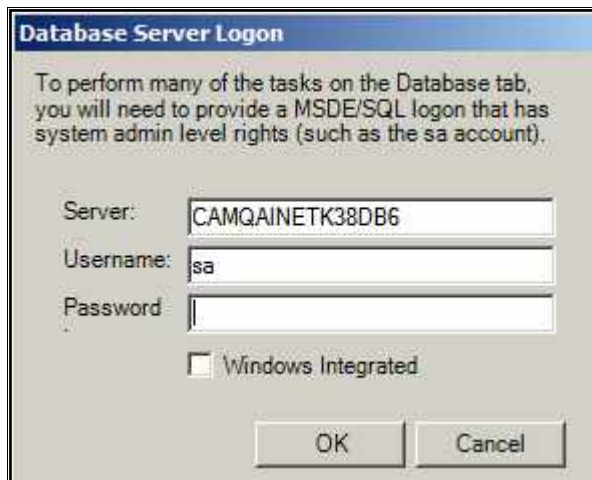 Database Server Logon
To perform many of the tasks on the Database tab,
you will need to provide a MSDE/SQL logon that has
system admin level rights (such as the sa account).
Server: CAMQAINETK38DB6
Username: sa
Password
:
Windows Integrated
OK Cancel